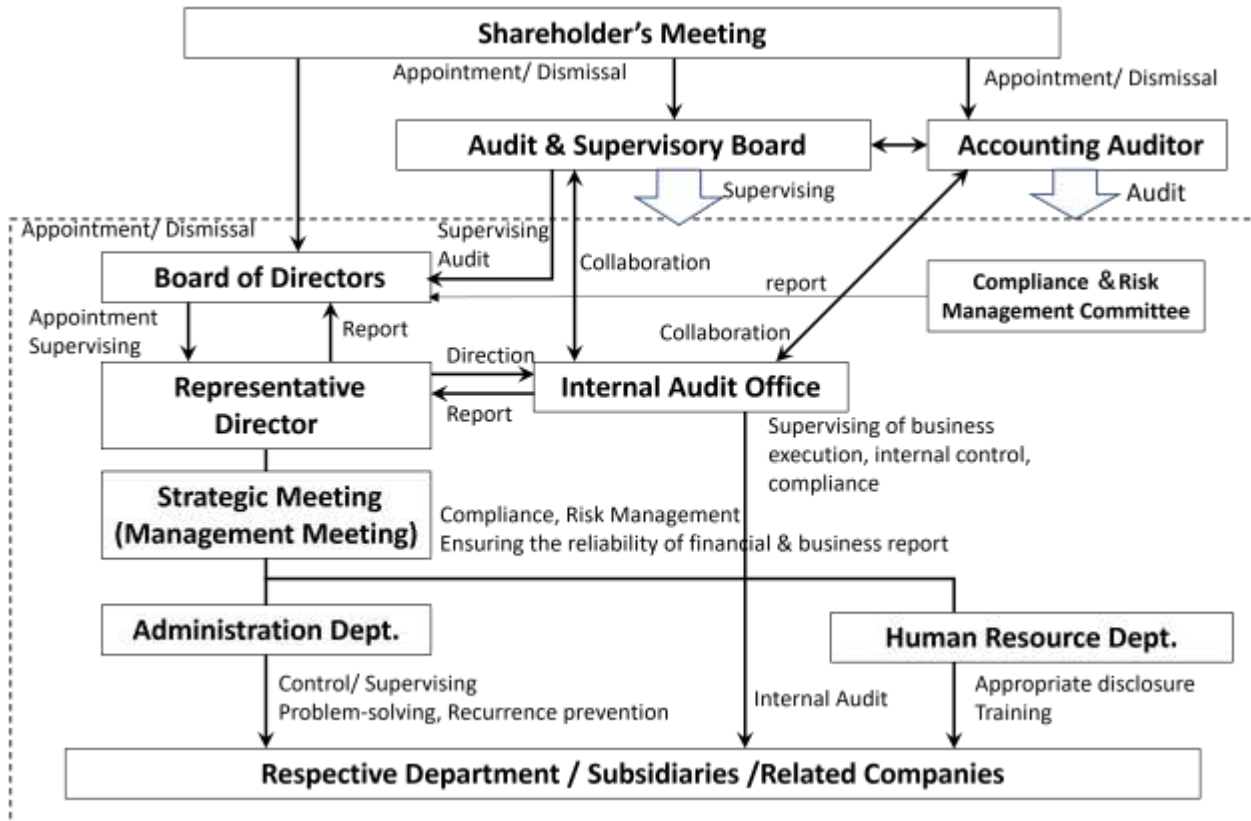 Shareholder’s Meeting
Appointment/ Dismissal
Appointment/ Dismissal
Audit & Supervisory Board
Accounting Auditor
Supervising
Audit
Appointment/ Dismissal
Supervising
Audit
Collaboration
Board of Directors
report
Compliance &Risk
Management Committee
Appointment
Supervising
Report
Collaboration
Direction
Representative
Director
Internal Audit Office
Report
Supervising of business
execution, internal control,
compliance
Strategic Meeting
(Management Meeting)
Compliance, Risk Management
Ensuring the reliability of financial & business report
Administration Dept.
Human Resource Dept.
Control/ Supervising
Problem-solving, Recurrence prevention
Internal Audit
Appropriate disclosure
Training
Respective Department / Subsidiaries /Related Companies